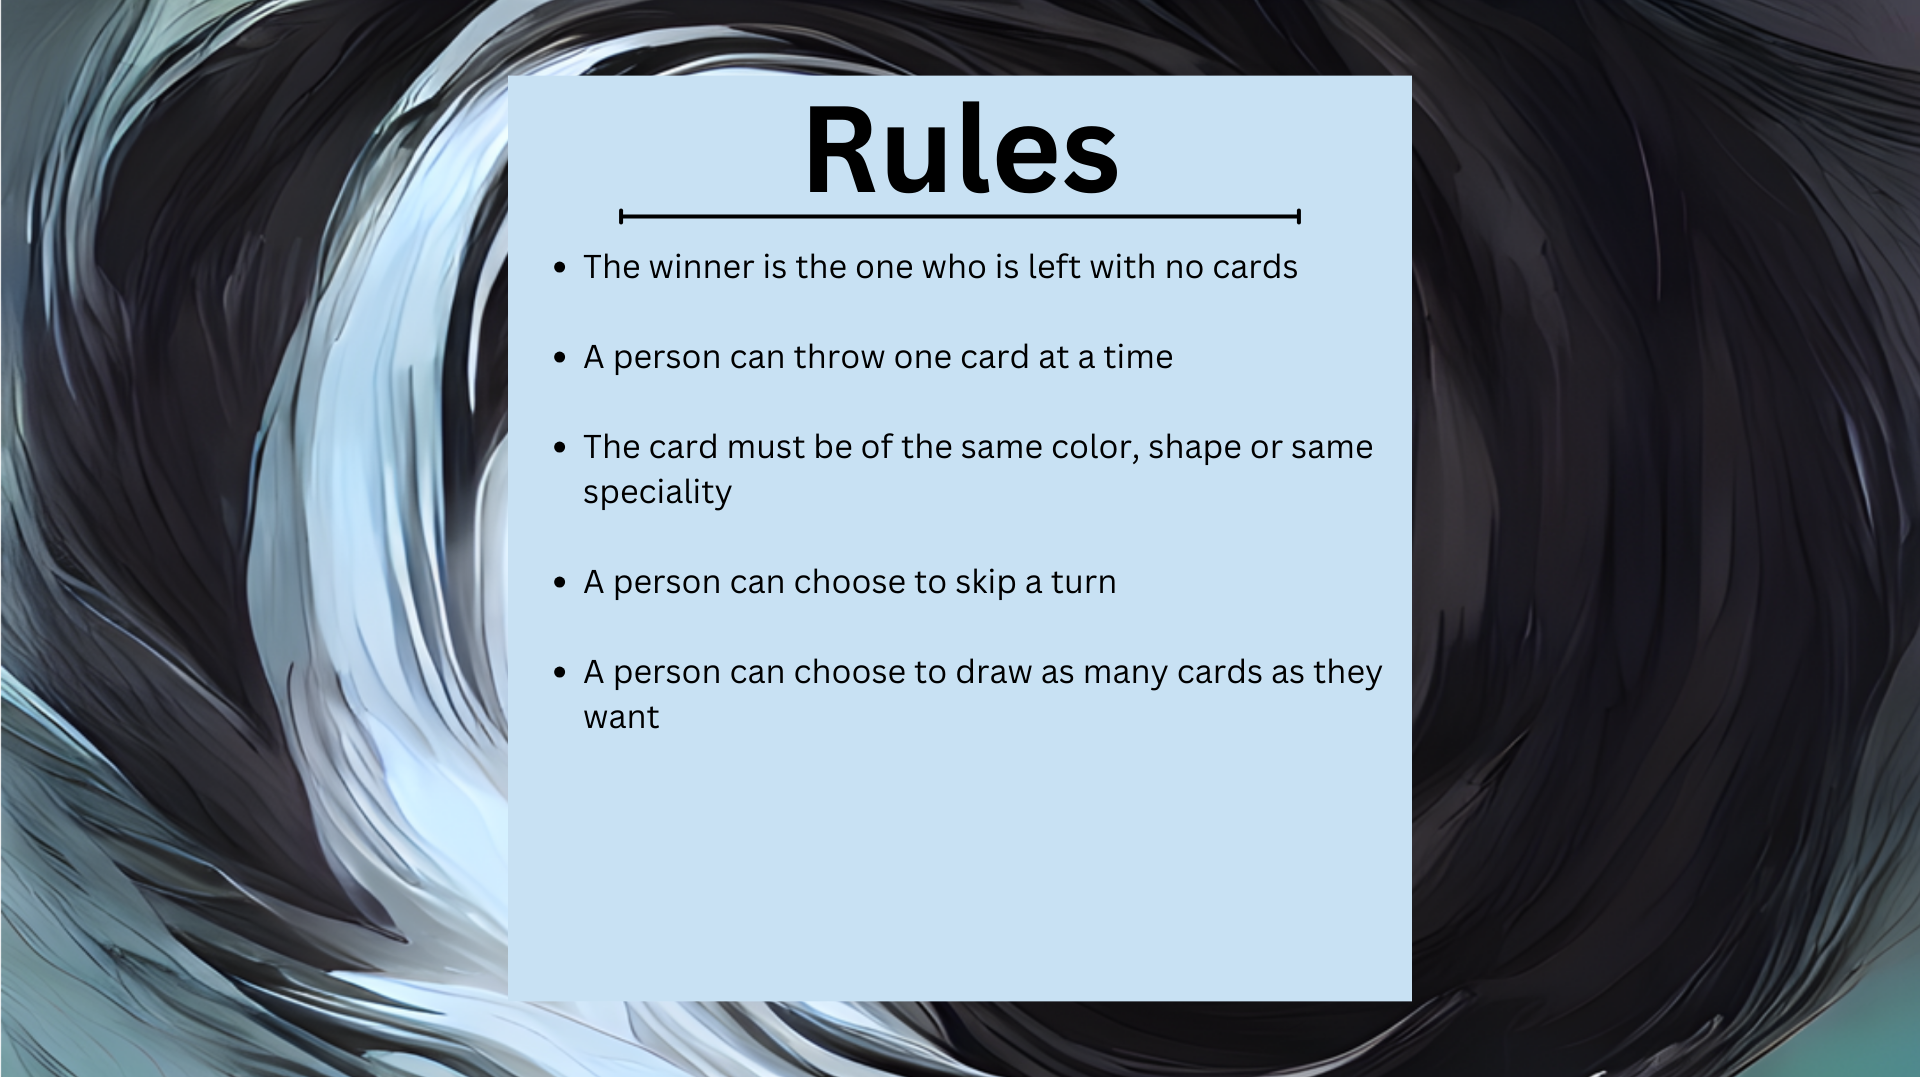 Rules
• The winner is the one who is left with no cards
• A person can throw one card at a time
• The card must be of the same color, shape or same
speciality
• A person can choose to skip a turn
• A person can choose to draw as many cards as they
want